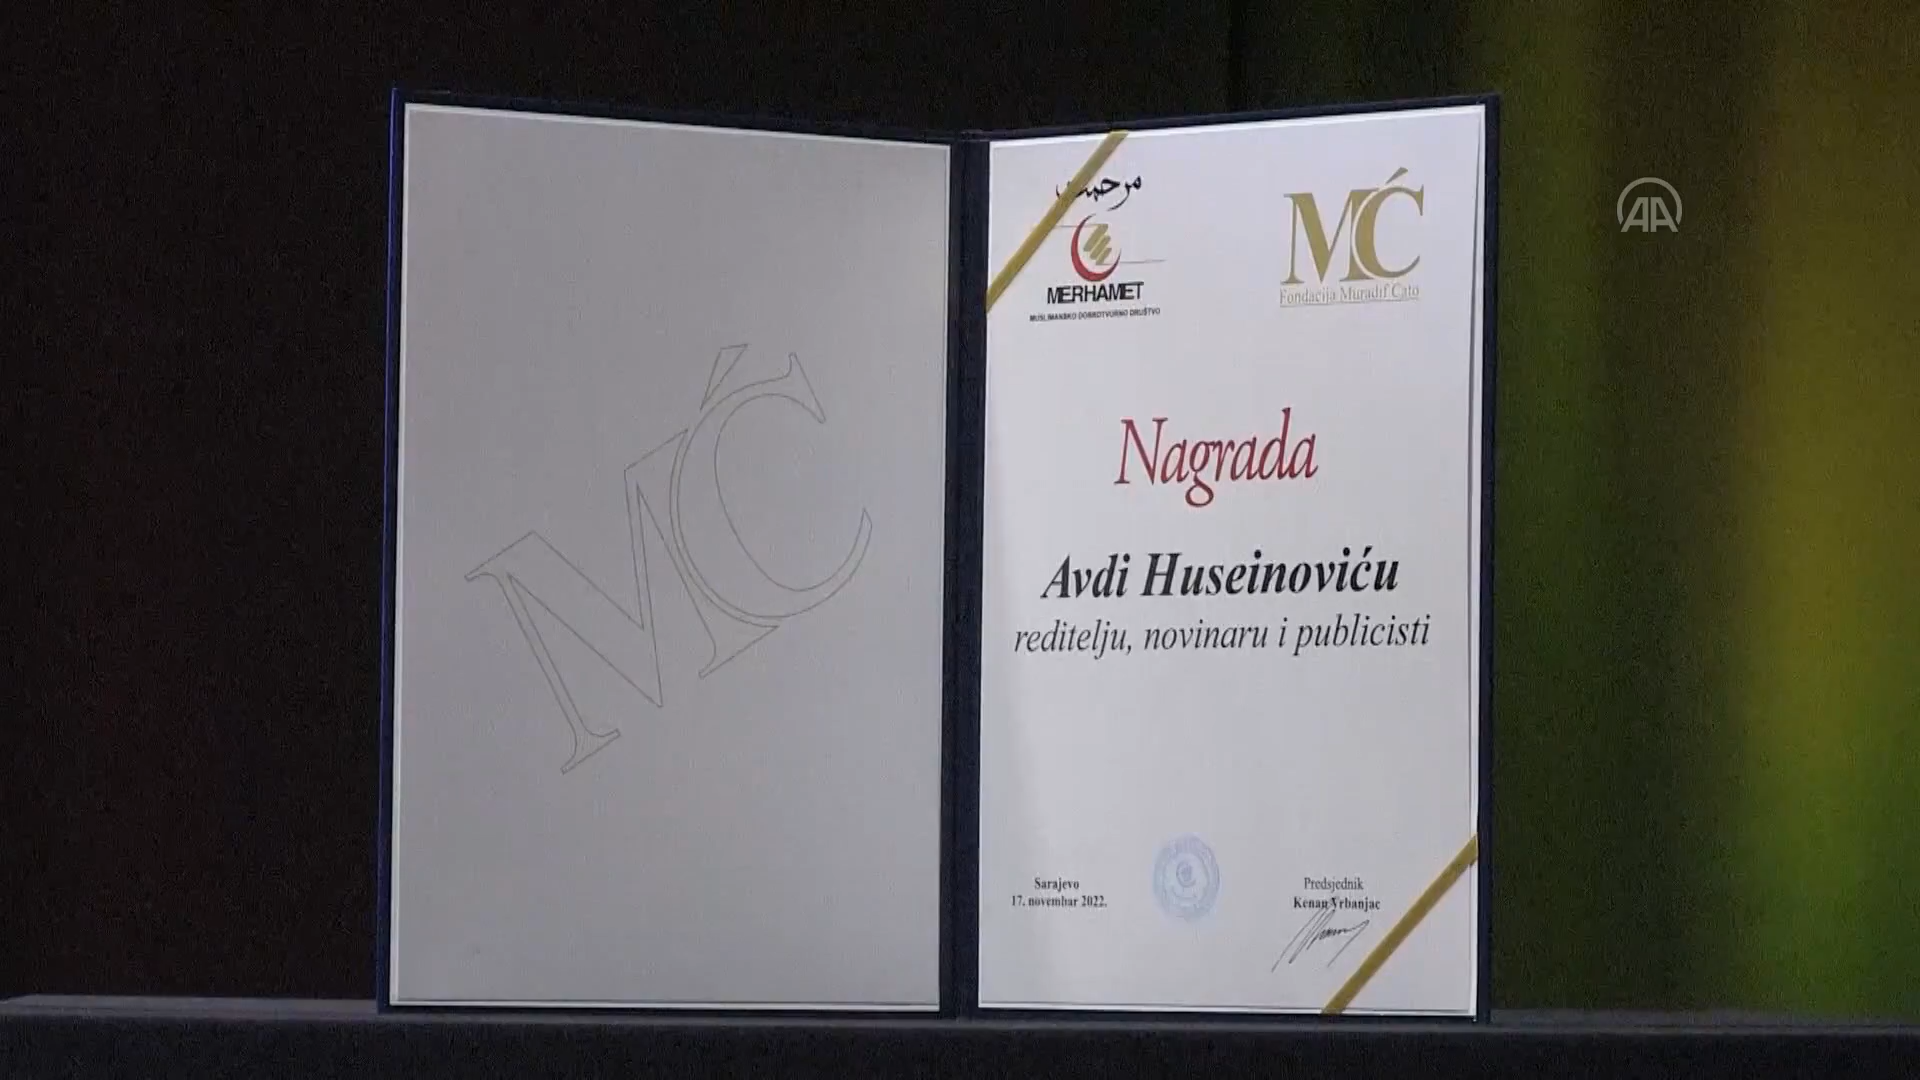 MĆ
مرحمت
MERHAMET
MUSLIMANSKO DOBROTVORNO DRUŠTVO
MĆ
Fondacija Muradif Ćato
AA
Nagrada
Avdi Huseinoviću
reditelju, novinaru i publicisti
Sarajevo
17. novembar 2022.
Predsjednik
Kenan Vrbanjac